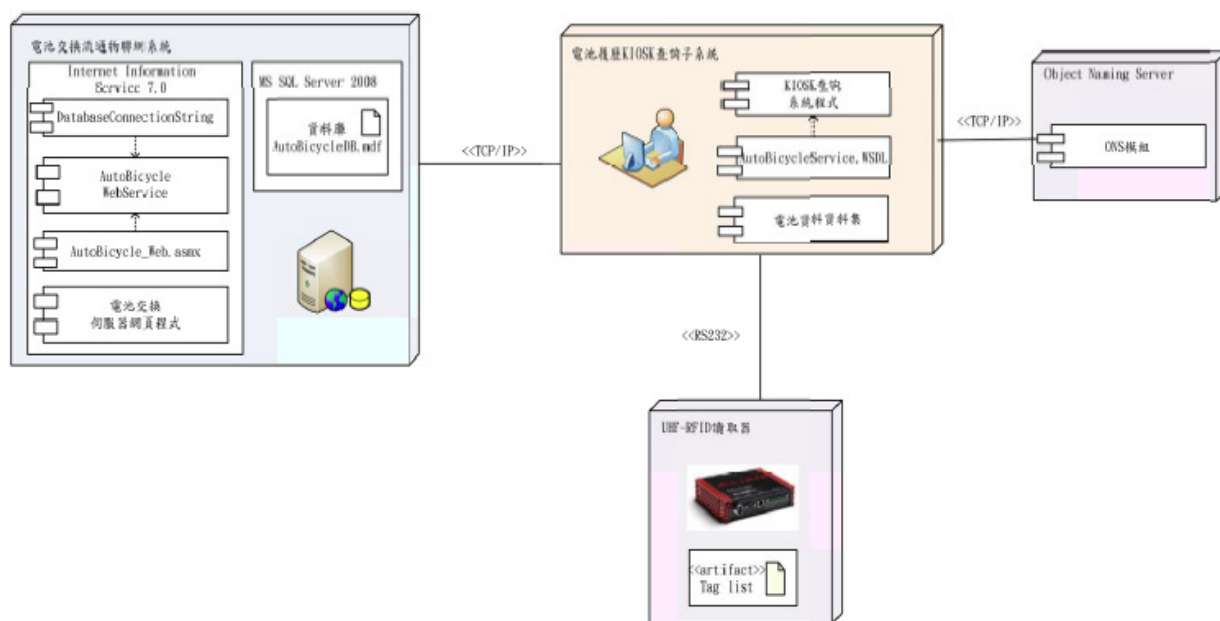 電池交換流通物聯網系統
Internet Information
Service 7.0
DatabaseConnectionString
AutoBicycle
WebService
AutoBicycle_Web.asmx
電池交換
伺服器網頁程式
MS SQL Server 2008
資料庫
AutoBicycleDB.mdf
<<TCP/IP>>
電池履歷KIOSK查詢子系統
KIOSK查詢
系統程式
AutoBicycleService.WSDL
電池資料資料集
<<TCP/IP>>
Object Naming Server
ONS模組
<<RS232>>
UHF-RFID讀取器
<<artifact>>
Tag list